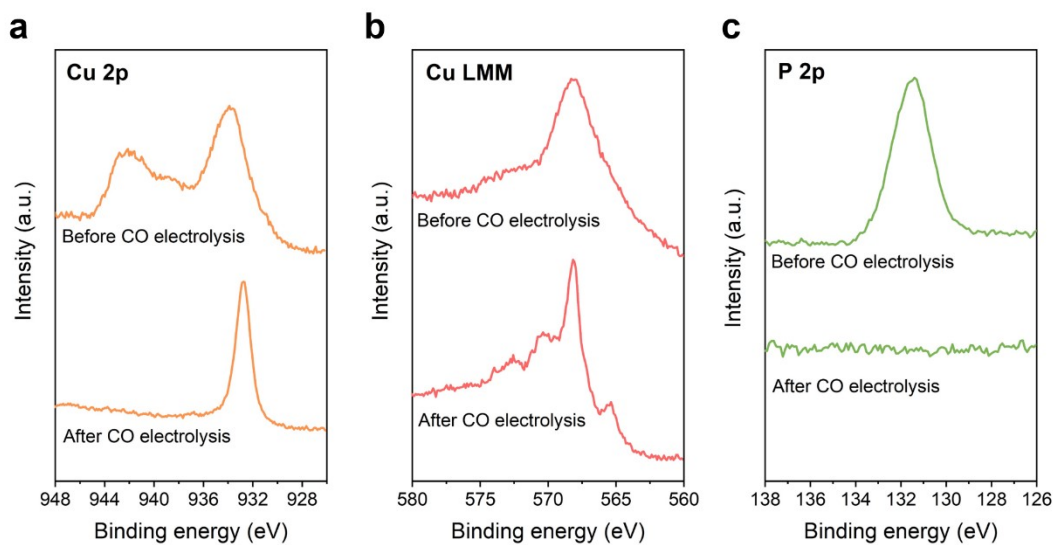 a
Cu 2p
Before CO electrolysis
After CO electrolysis
Intensity (a.u.)
948 944 940 936 932 928
Binding energy (eV)
b
Cu LMM
Before CO electrolysis
After CO electrolysis
Intensity (a.u.)
580 575 570 565 560
Binding energy (eV)
c
P 2p
Before CO electrolysis
After CO electrolysis
Intensity (a.u.)
138 136 134 132 130 128 126
Binding energy (eV)